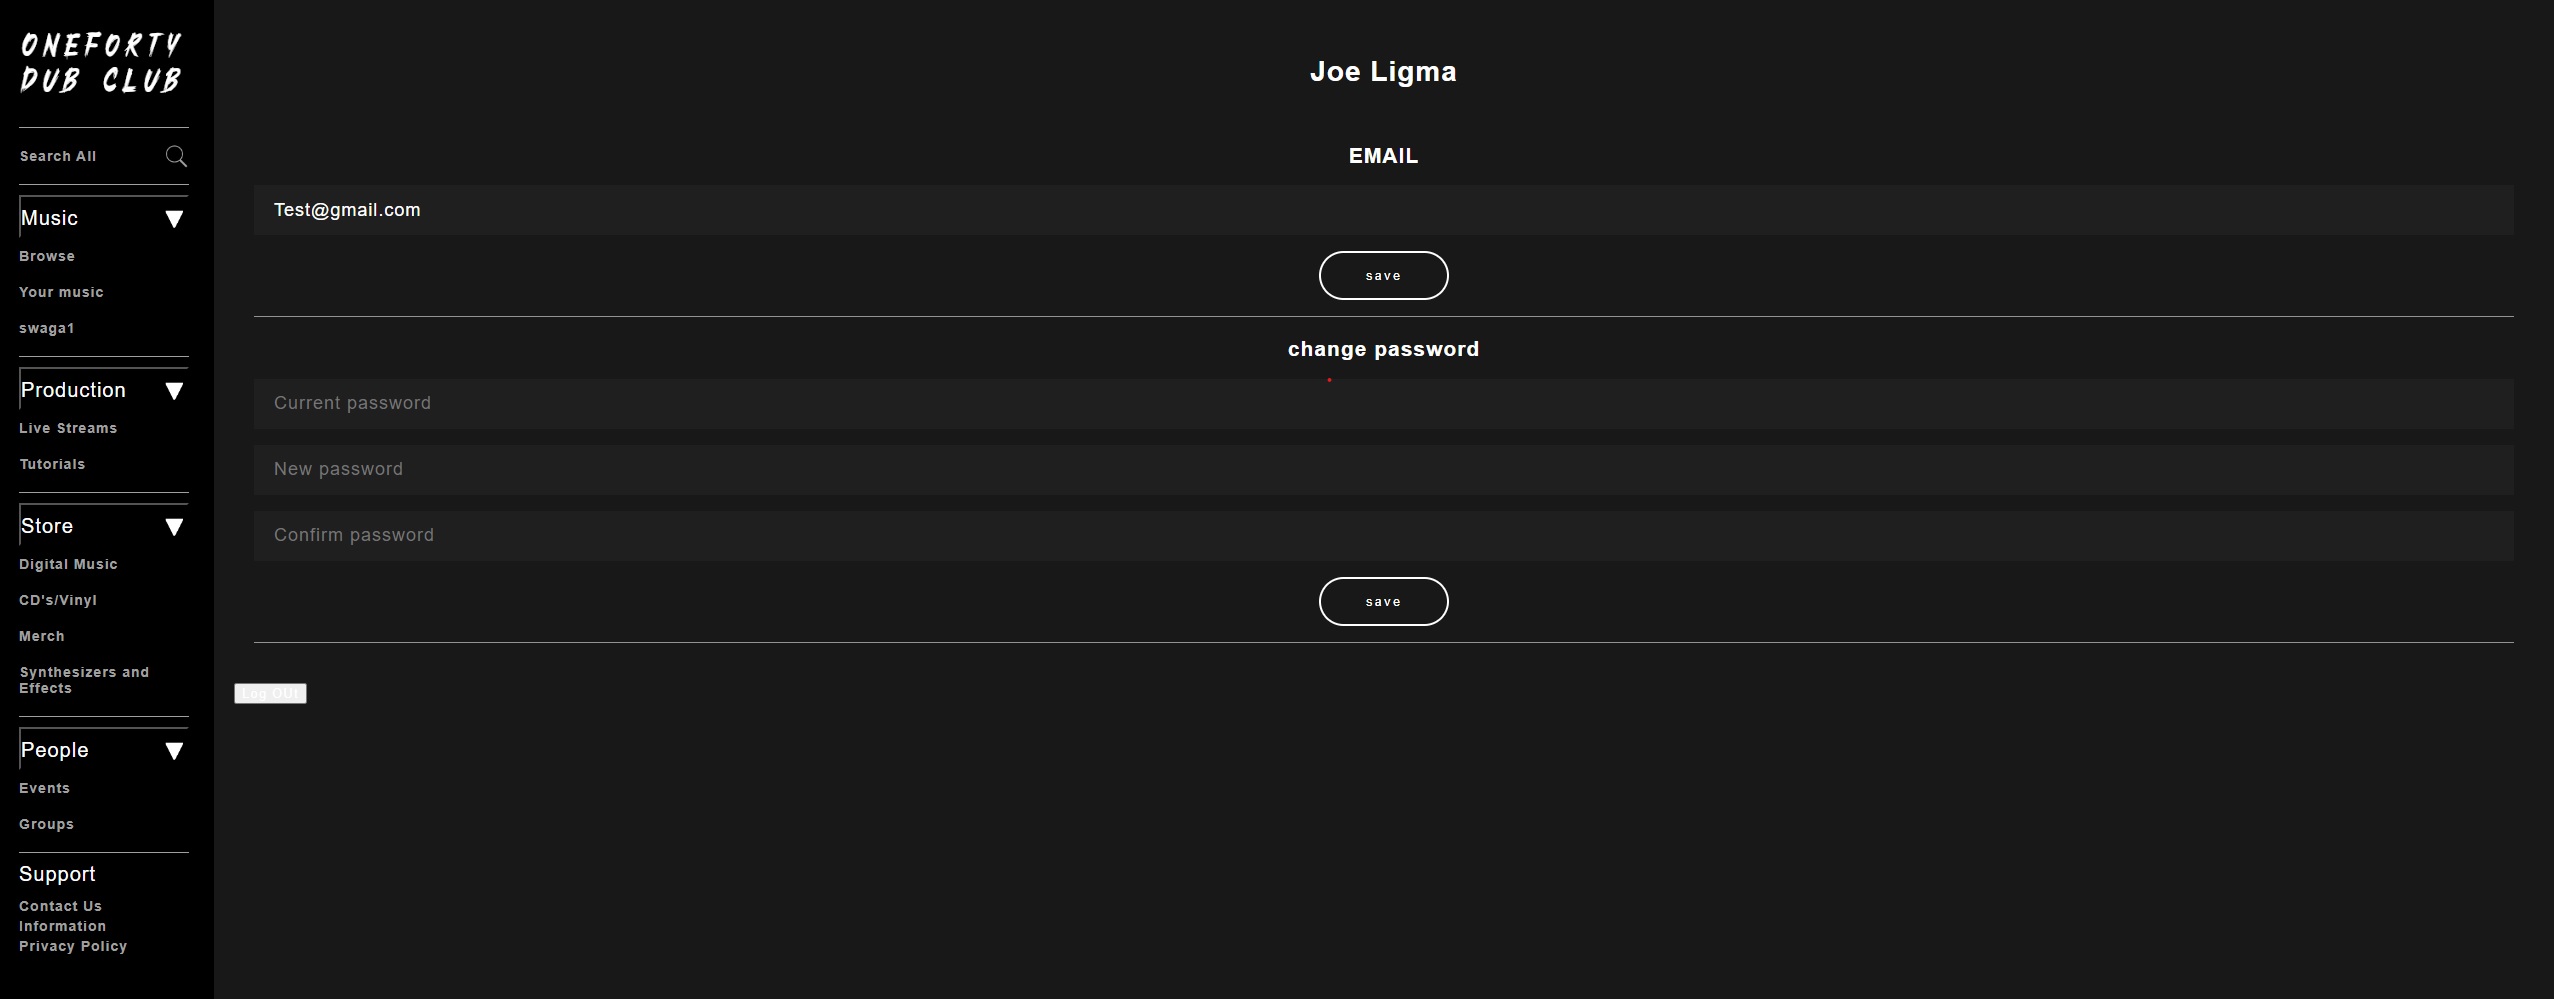 ONEFORTY
DUB CLUB
Search All
Music
Browse
Your music
swaga1
Production
Live Streams
Tutorials
Store
Digital Music
CD's/Vinyl
Merch
Synthesizers and
Effects
People
Events
Groups
Support
Contact Us
Information
Privacy Policy
Joe Ligma
EMAIL
Test@gmail.com
save
change password
Current password
New password
Confirm password
save
Log OUt